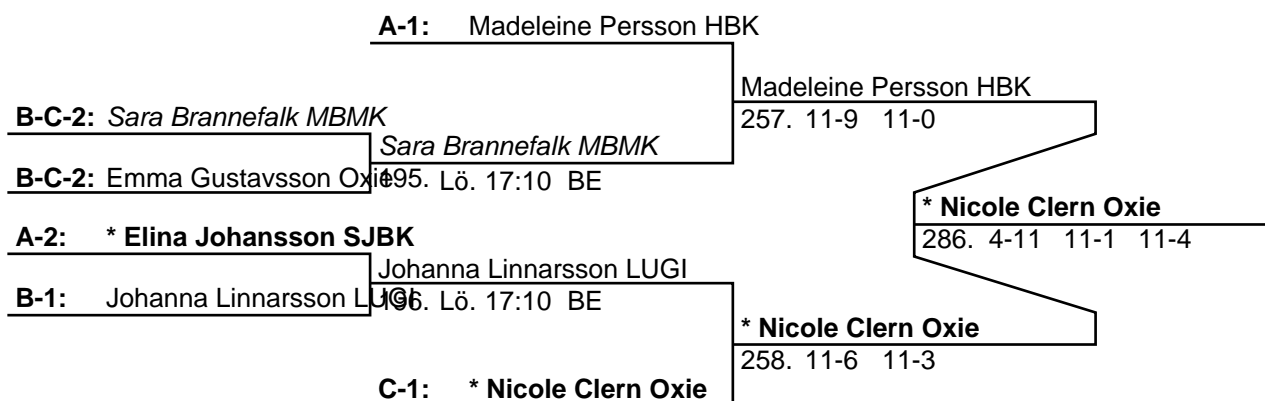 A-1: Madeleine Persson HBK
Madeleine Persson HBK
B-C-2: Sara Brannefalk MBMK
257. 11-9 11-0
Sara Brannefalk MBMK
B-C-2: Emma Gustavsson Oxie
195. Lö. 17:10 BE
* Nicole Clern Oxie
A-2: * Elina Johansson SJBK
286. 4-11 11-1 11-4
Johanna Linnarsson LUGI
B-1: Johanna Linnarsson LUGI
196. Lö. 17:10 BE
* Nicole Clern Oxie
258. 11-6 11-3
C-1: * Nicole Clern Oxie